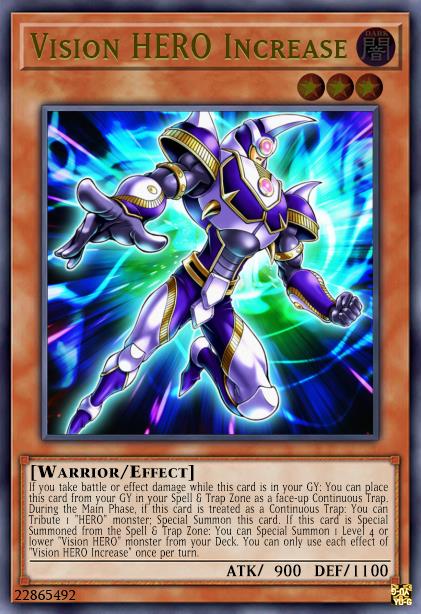 Vision HERO Increase
DARK
闇
[Warrior/Effect]
If you take battle or effect damage while this card is in your GY: You can place
this card from your GY in your Spell & Trap Zone as a face-up Continuous Trap.
During the Main Phase, if this card is treated as a Continuous Trap: You can
Tribute 1 "HERO" monster; Special Summon this card. If this card is Special
Summoned from the Spell & Trap Zone: You can Special Summon 1 Level 4 or
lower "Vision HERO" monster from your Deck. You can only use each effect of
"Vision HERO Increase" once per turn.
ATK/ 900 DEF/1100
22865492